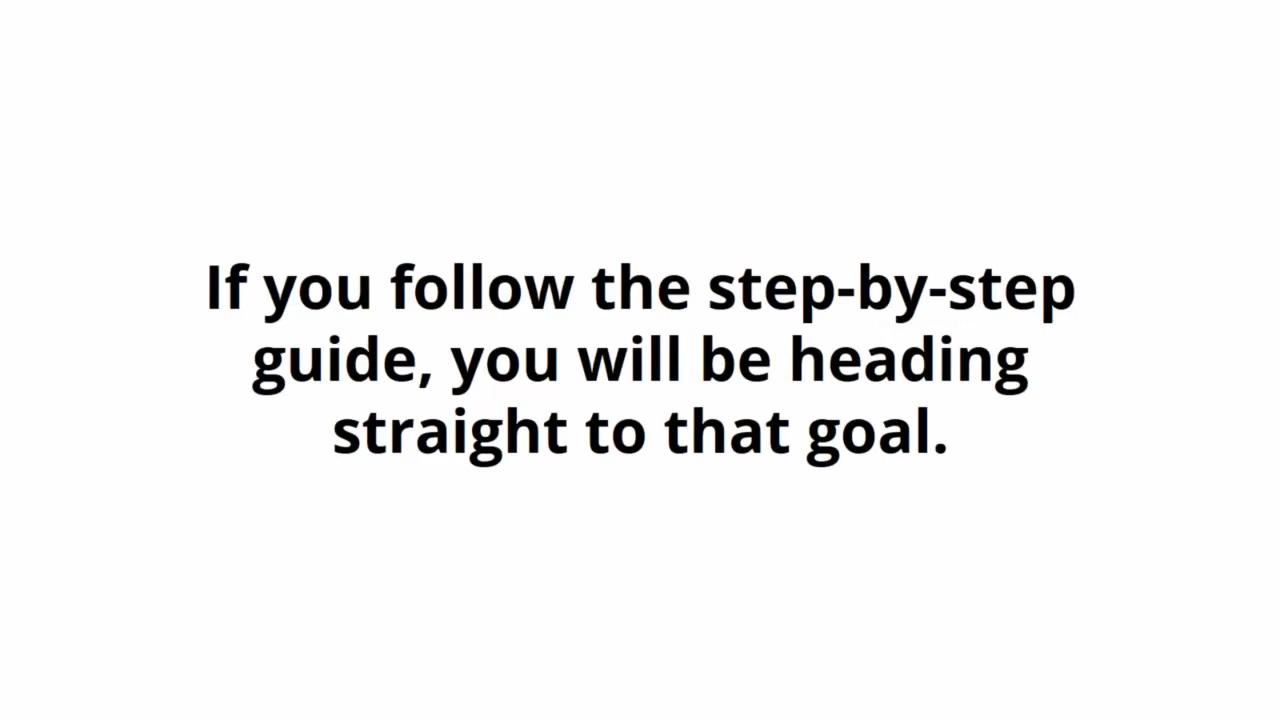 If you follow the step-by-step
guide, you will be heading
straight to that goal.